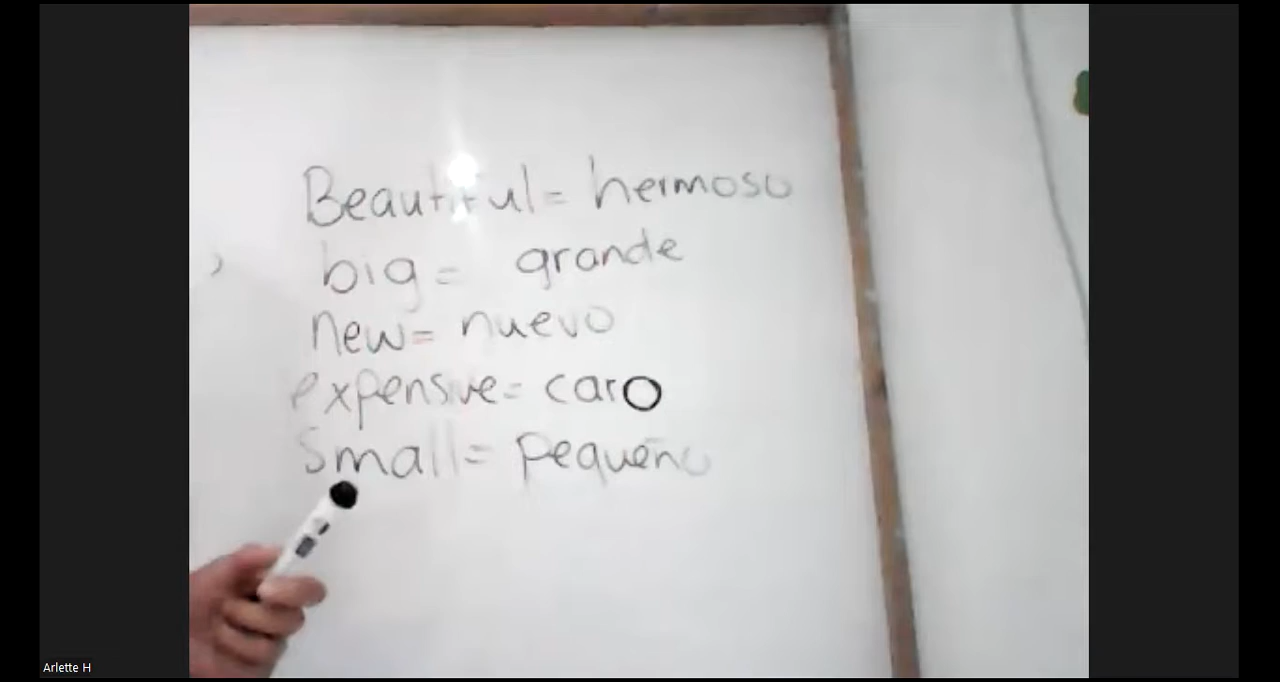 Beautiful = hermoso
big = grande
new = nuevo
expensive = caro
Small = pequeño
Arlette H